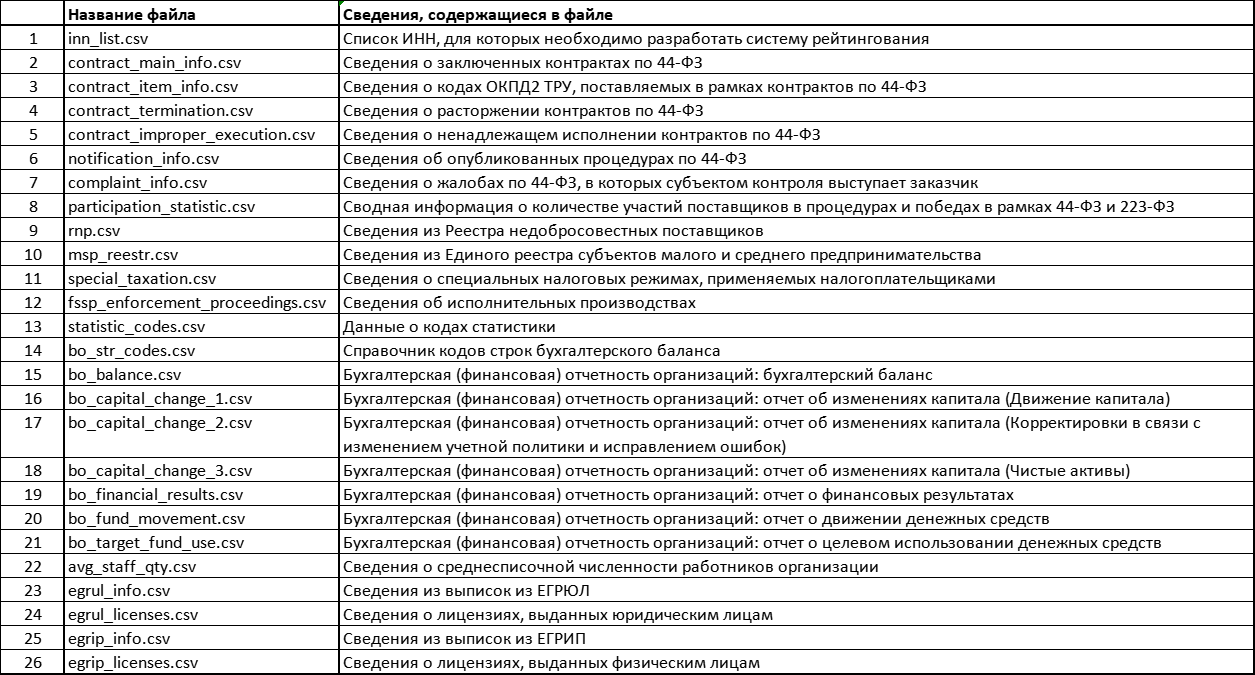 Название файла Сведения, содержащиеся в файле
1 inn_list.csv Список ИНН, для которых необходимо разработать систему рейтингования
2 contract_main_info.csv Сведения о заключенных контрактах по 44-ФЗ
3 contract_item_info.csv Сведения о кодах ОКПД2 ТРУ, поставляемых в рамках контрактов по 44-ФЗ
4 contract_termination.csv Сведения о расторжении контрактов по 44-ФЗ
5 contract_improper_execution.csv Сведения о ненадлежащем исполнении контрактов по 44-ФЗ
6 notification_info.csv Сведения об опубликованных процедурах по 44-ФЗ
7 complaint_info.csv Сведения о жалобах по 44-ФЗ, в которых субъектом контроля выступает заказчик
8 participation_statistic.csv Сводная информация о количестве участий поставщиков в процедурах и победах в рамках 44-ФЗ и 223-ФЗ
9 rnp.csv Сведения из Реестра недобросовестных поставщиков
10 msp_reestr.csv Сведения из Единого реестра субъектов малого и среднего предпринимательства
11 special_taxation.csv Сведения о специальных налоговых режимах, применяемых налогоплательщиками
12 fssp_enforcement_proceedings.csv Сведения об исполнительных производствах
13 statistic_codes.csv Данные о кодах статистики
14 bo_str_codes.csv Справочник кодов строк бухгалтерского баланса
15 bo_balance.csv Бухгалтерская (финансовая) отчетность организаций: бухгалтерский баланс
16 bo_capital_change_1.csv Бухгалтерская (финансовая) отчетность организаций: отчет об изменениях капитала (Движение капитала)
17 bo_capital_change_2.csv Бухгалтерская (финансовая) отчетность организаций: отчет об изменениях капитала (Корректировки в связи с
изменением учетной политики и исправлением ошибок)
18 bo_capital_change_3.csv Бухгалтерская (финансовая) отчетность организаций: отчет об изменениях капитала (Чистые активы)
19 bo_financial_results.csv Бухгалтерская (финансовая) отчетность организаций: отчет о финансовых результатах
20 bo_fund_movement.csv Бухгалтерская (финансовая) отчетность организаций: отчет о движении денежных средств
21 bo_target_fund_use.csv Бухгалтерская (финансовая) отчетность организаций: отчет о целевом использовании денежных средств
22 avg_staff_qty.csv Сведения о среднесписочной численности работников организации
23 egrul_info.csv Сведения из выписок из ЕГРЮЛ
24 egrul_licenses.csv Сведения о лицензиях, выданных юридическим лицам
25 egrip_info.csv Сведения из выписок из ЕГРИП
26 egrip_licenses.csv Сведения о лицензиях, выданных физическим лицам